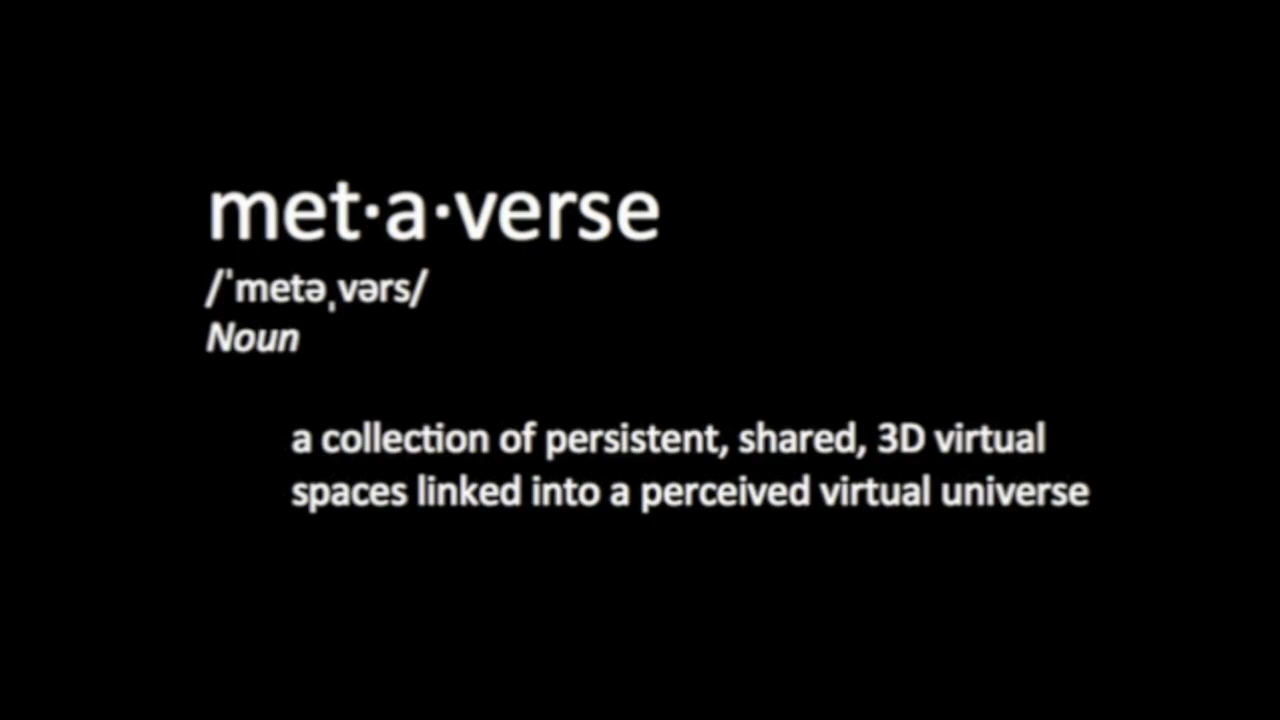 met·a·verse
/ˈmetəˌvərs/
Noun
a collection of persistent, shared, 3D virtual
spaces linked into a perceived virtual universe